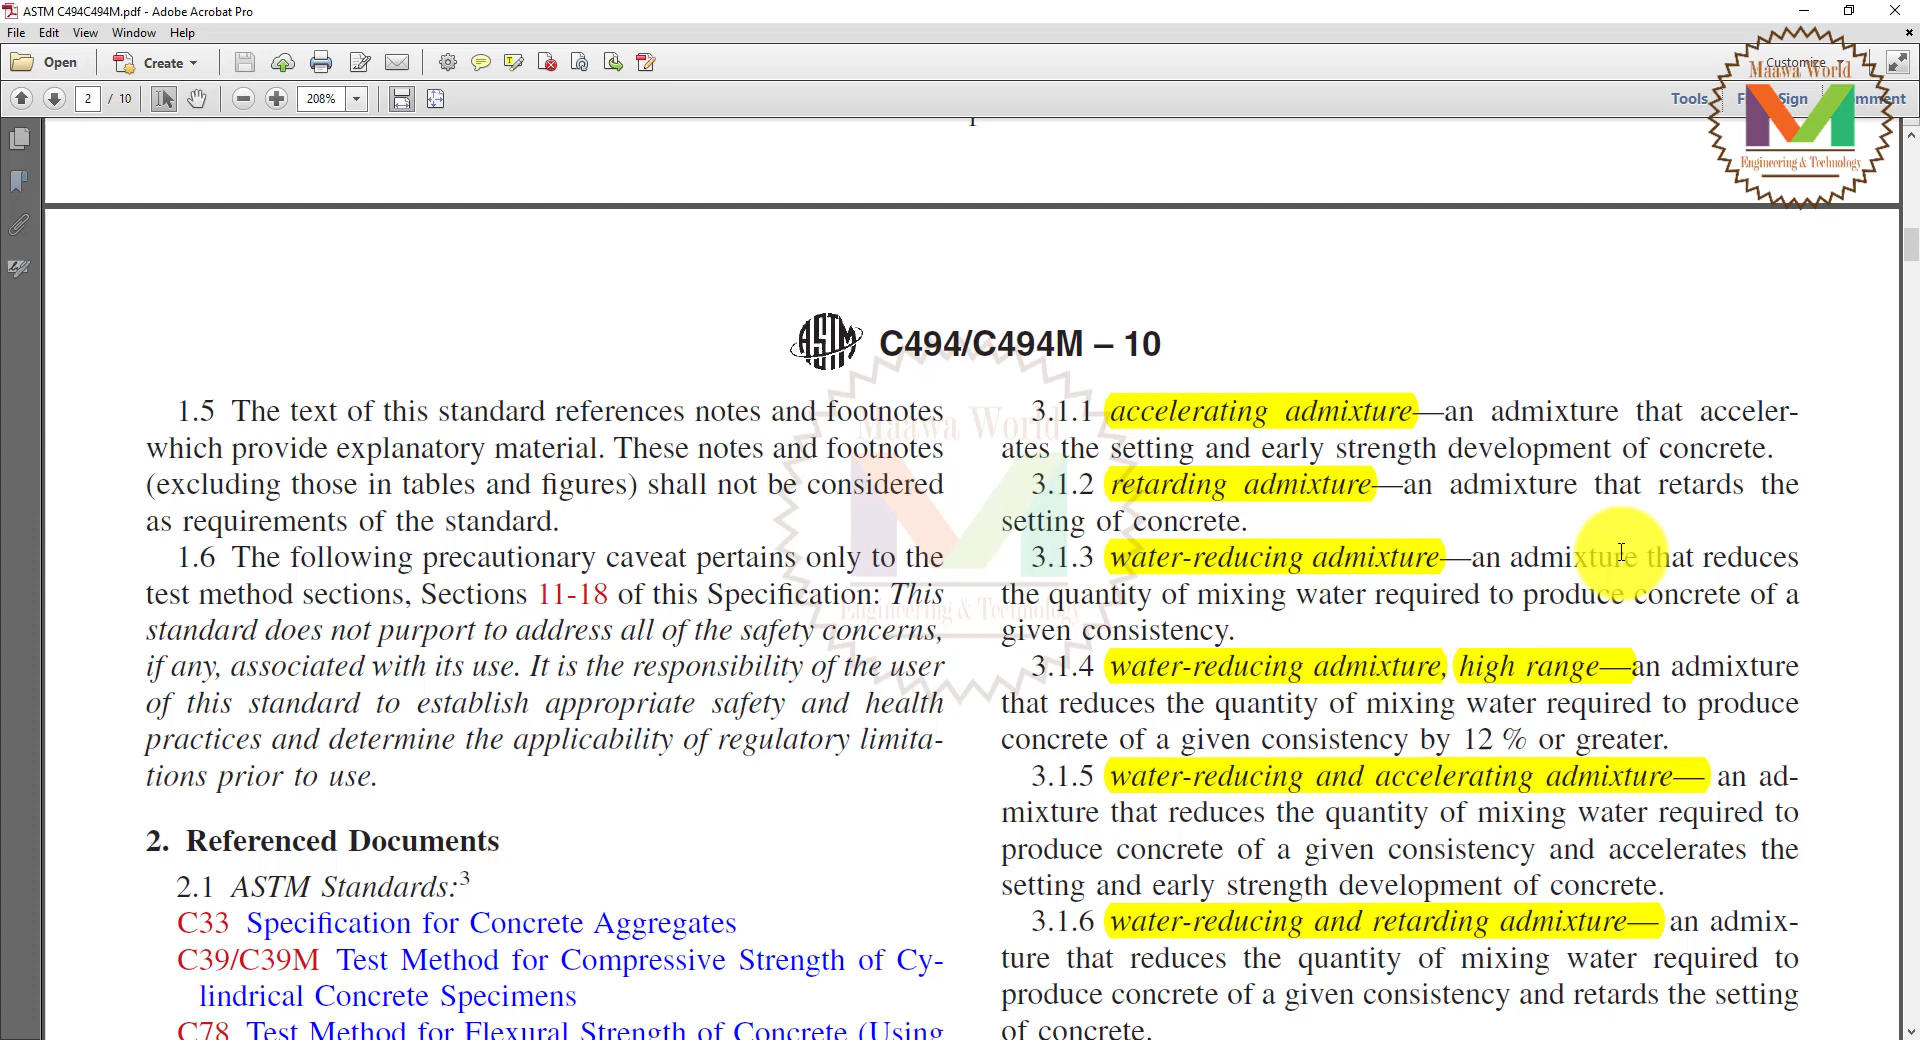 ASTM C494C494M.pdf - Adobe Acrobat Pro
File Edit View Window Help
Open Create Customize
2 / 10 208% Tools Sign
Maawa World
Engineering & Technology
ASTM C494/C494M – 10
1.5 The text of this standard references notes and footnotes
which provide explanatory material. These notes and footnotes
(excluding those in tables and figures) shall not be considered
as requirements of the standard.
1.6 The following precautionary caveat pertains only to the
test method sections, Sections 11-18 of this Specification: This
standard does not purport to address all of the safety concerns,
if any, associated with its use. It is the responsibility of the user
of this standard to establish appropriate safety and health
practices and determine the applicability of regulatory limita-
tions prior to use.
2. Referenced Documents
2.1 ASTM Standards:3
C33 Specification for Concrete Aggregates
C39/C39M Test Method for Compressive Strength of Cy-
lindrical Concrete Specimens
C78 Test Method for Flexural Strength of Concrete (Using
3.1.1 accelerating admixture—an admixture that acceler-
ates the setting and early strength development of concrete.
3.1.2 retarding admixture—an admixture that retards the
setting of concrete.
3.1.3 water-reducing admixture—an admixture that reduces
the quantity of mixing water required to produce concrete of a
given consistency.
3.1.4 water-reducing admixture, high range—an admixture
that reduces the quantity of mixing water required to produce
concrete of a given consistency by 12 % or greater.
3.1.5 water-reducing and accelerating admixture— an ad-
mixture that reduces the quantity of mixing water required to
produce concrete of a given consistency and accelerates the
setting and early strength development of concrete.
3.1.6 water-reducing and retarding admixture— an admix-
ture that reduces the quantity of mixing water required to
produce concrete of a given consistency and retards the setting
of concrete.
Maawa World
Engineering & Technology